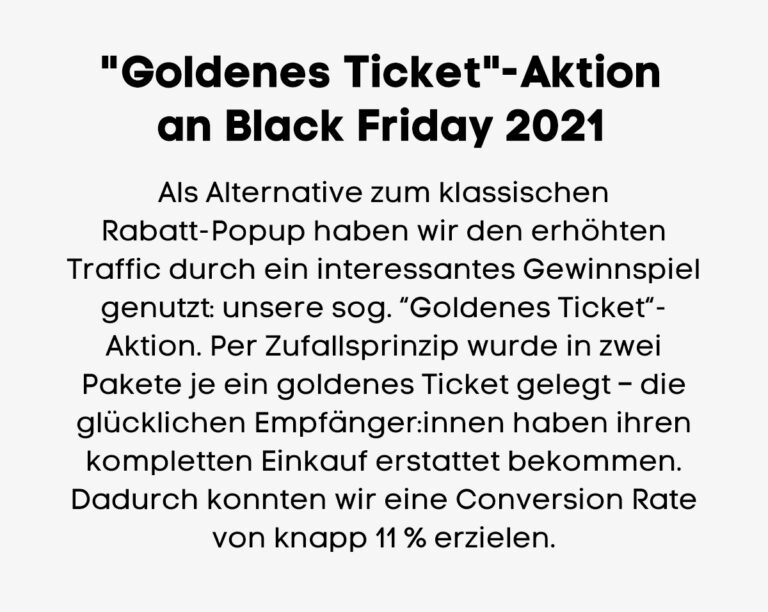 "Goldenes Ticket"-Aktion
an Black Friday 2021
Als Alternative zum klassischen
Rabatt-Popup haben wir den erhöhten
Traffic durch ein interessantes Gewinnspiel
genutzt: unsere sog. “Goldenes Ticket“-
Aktion. Per Zufallsprinzip wurde in zwei
Pakete je ein goldenes Ticket gelegt – die
glücklichen Empfänger:innen haben ihren
kompletten Einkauf erstattet bekommen.
Dadurch konnten wir eine Conversion Rate
von knapp 11 % erzielen.